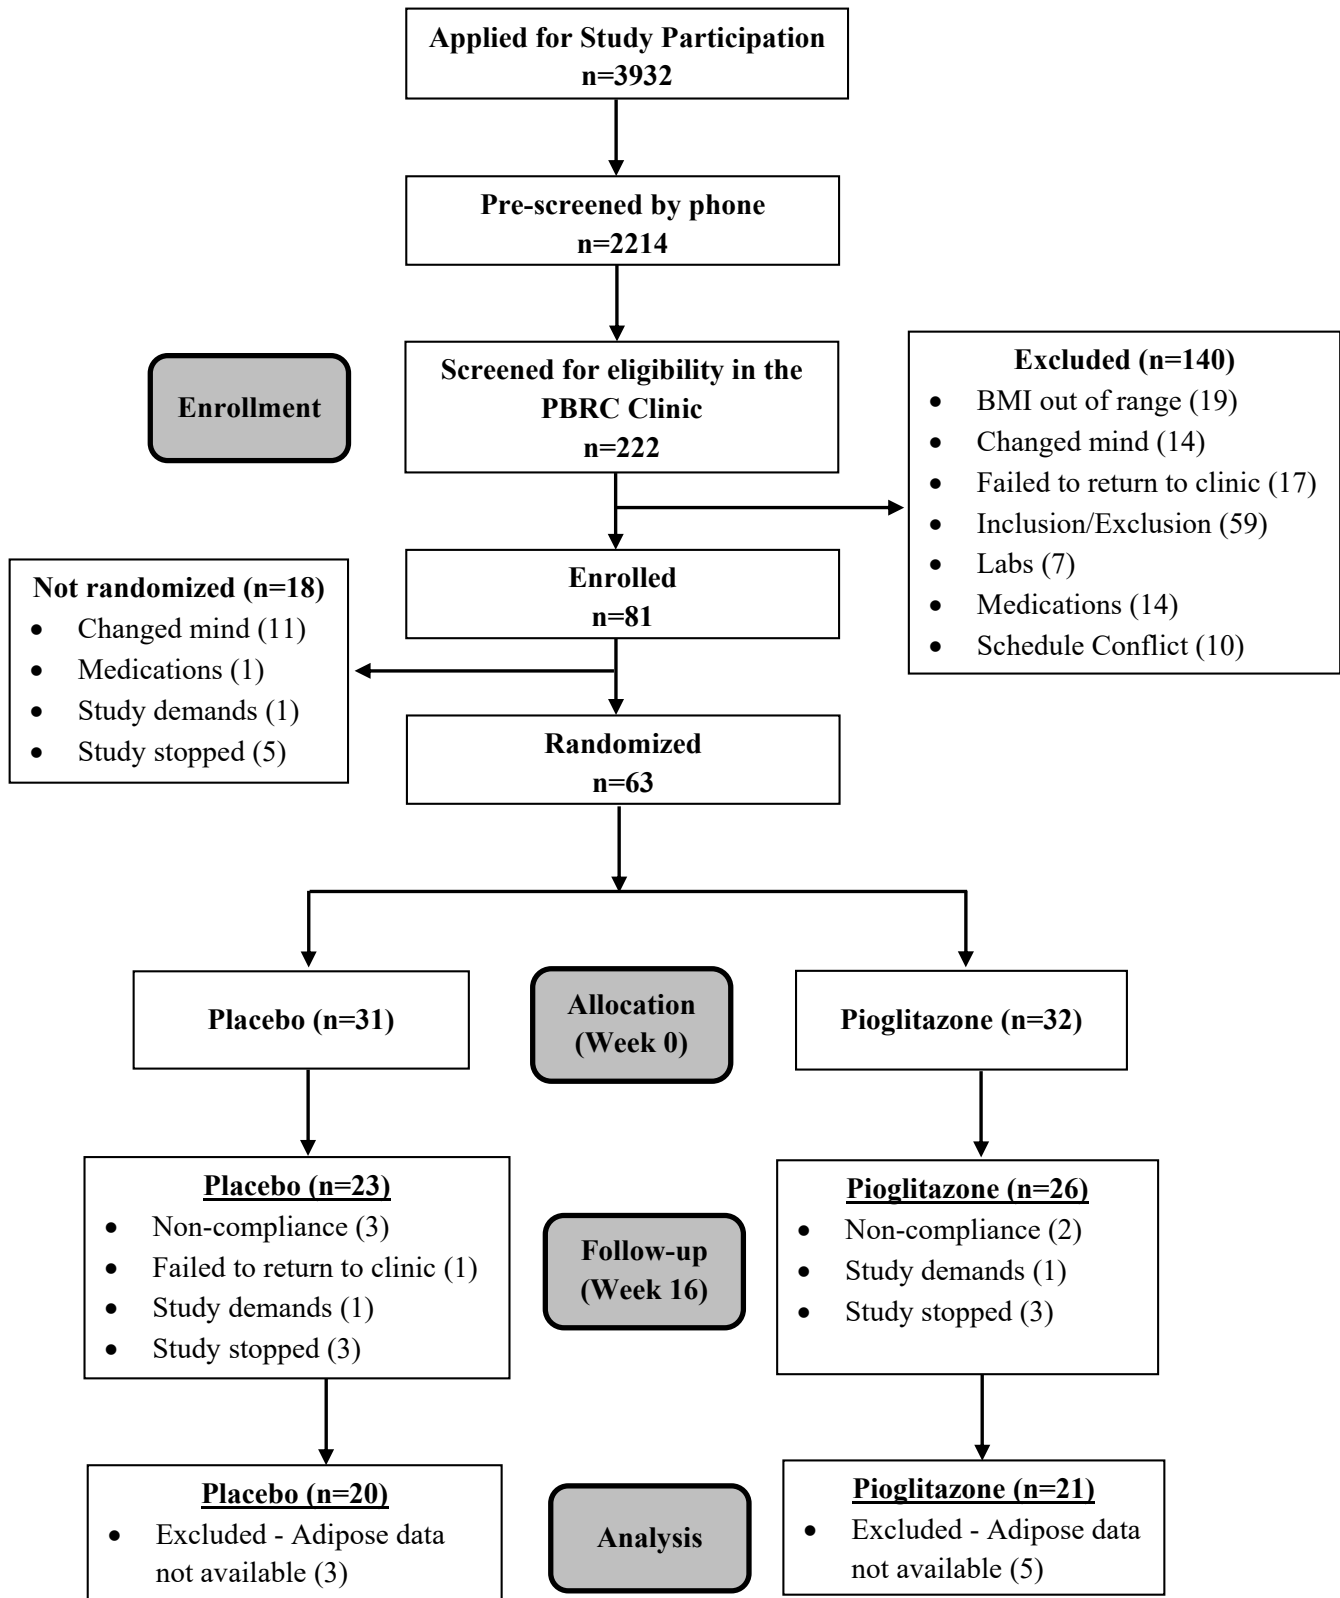 Applied for Study Participation
n=3932
Pre-screened by phone
n=2214
Enrollment
Screened for eligibility in the
PBRC Clinic
n=222
Excluded (n=140)
• BMI out of range (19)
• Changed mind (14)
• Failed to return to clinic (17)
• Inclusion/Exclusion (59)
• Labs (7)
• Medications (14)
• Schedule Conflict (10)
Enrolled
n=81
Not randomized (n=18)
• Changed mind (11)
• Medications (1)
• Study demands (1)
• Study stopped (5)
Randomized
n=63
Placebo (n=31)
Allocation
(Week 0)
Pioglitazone (n=32)
Placebo (n=23)
• Non-compliance (3)
• Failed to return to clinic (1)
• Study demands (1)
• Study stopped (3)
Follow-up
(Week 16)
Pioglitazone (n=26)
• Non-compliance (2)
• Study demands (1)
• Study stopped (3)
Placebo (n=20)
• Excluded - Adipose data
not available (3)
Analysis
Pioglitazone (n=21)
• Excluded - Adipose data
not available (5)